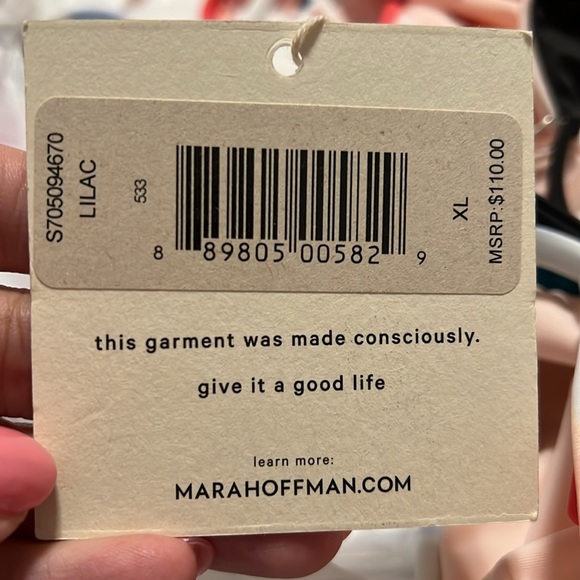 S705094670
LILAC
533
8 89805 00582 9
XL
MSRP:$110.00
this garment was made consciously.
give it a good life
learn more:
MARAHOFFMAN.COM